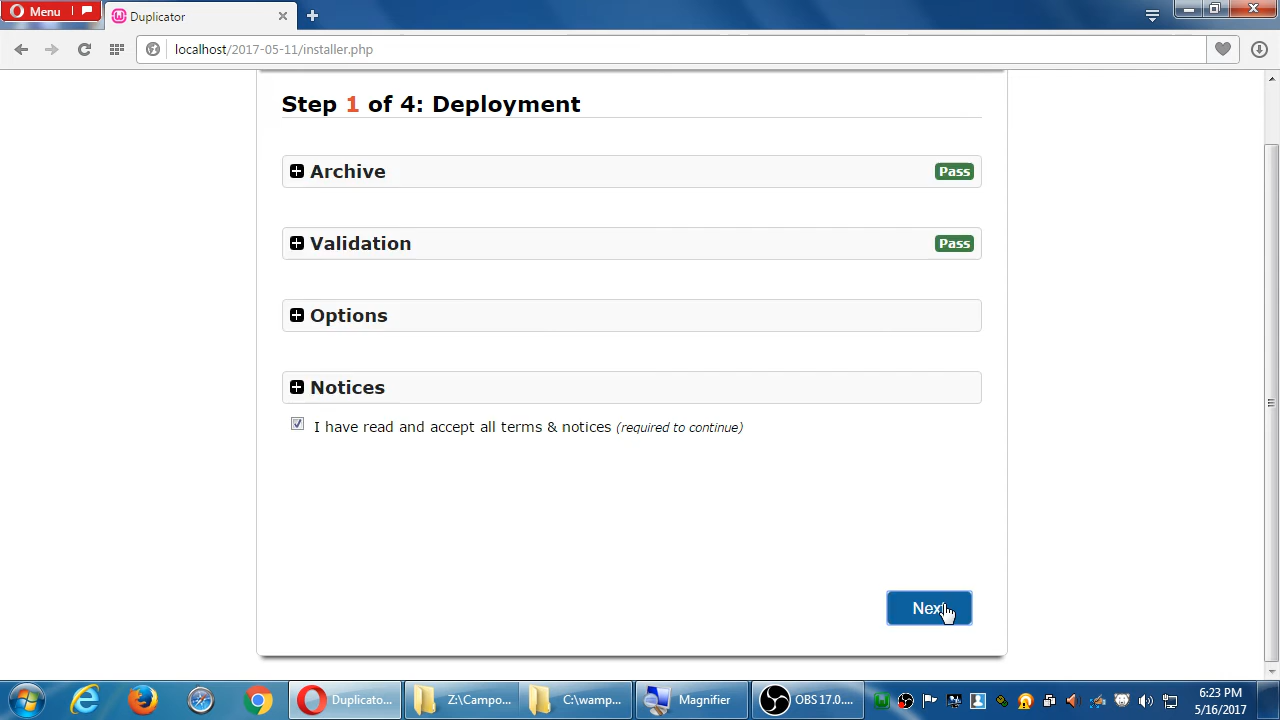 Menu
Duplicator
localhost/2017-05-11/installer.php
Step 1 of 4: Deployment
Archive
Pass
Validation
Pass
Options
Notices
I have read and accept all terms & notices (required to continue)
Next
Duplicato...
Z:\Campo...
C:\wamp...
Magnifier
OBS 17.0....
6:23 PM
5/16/2017